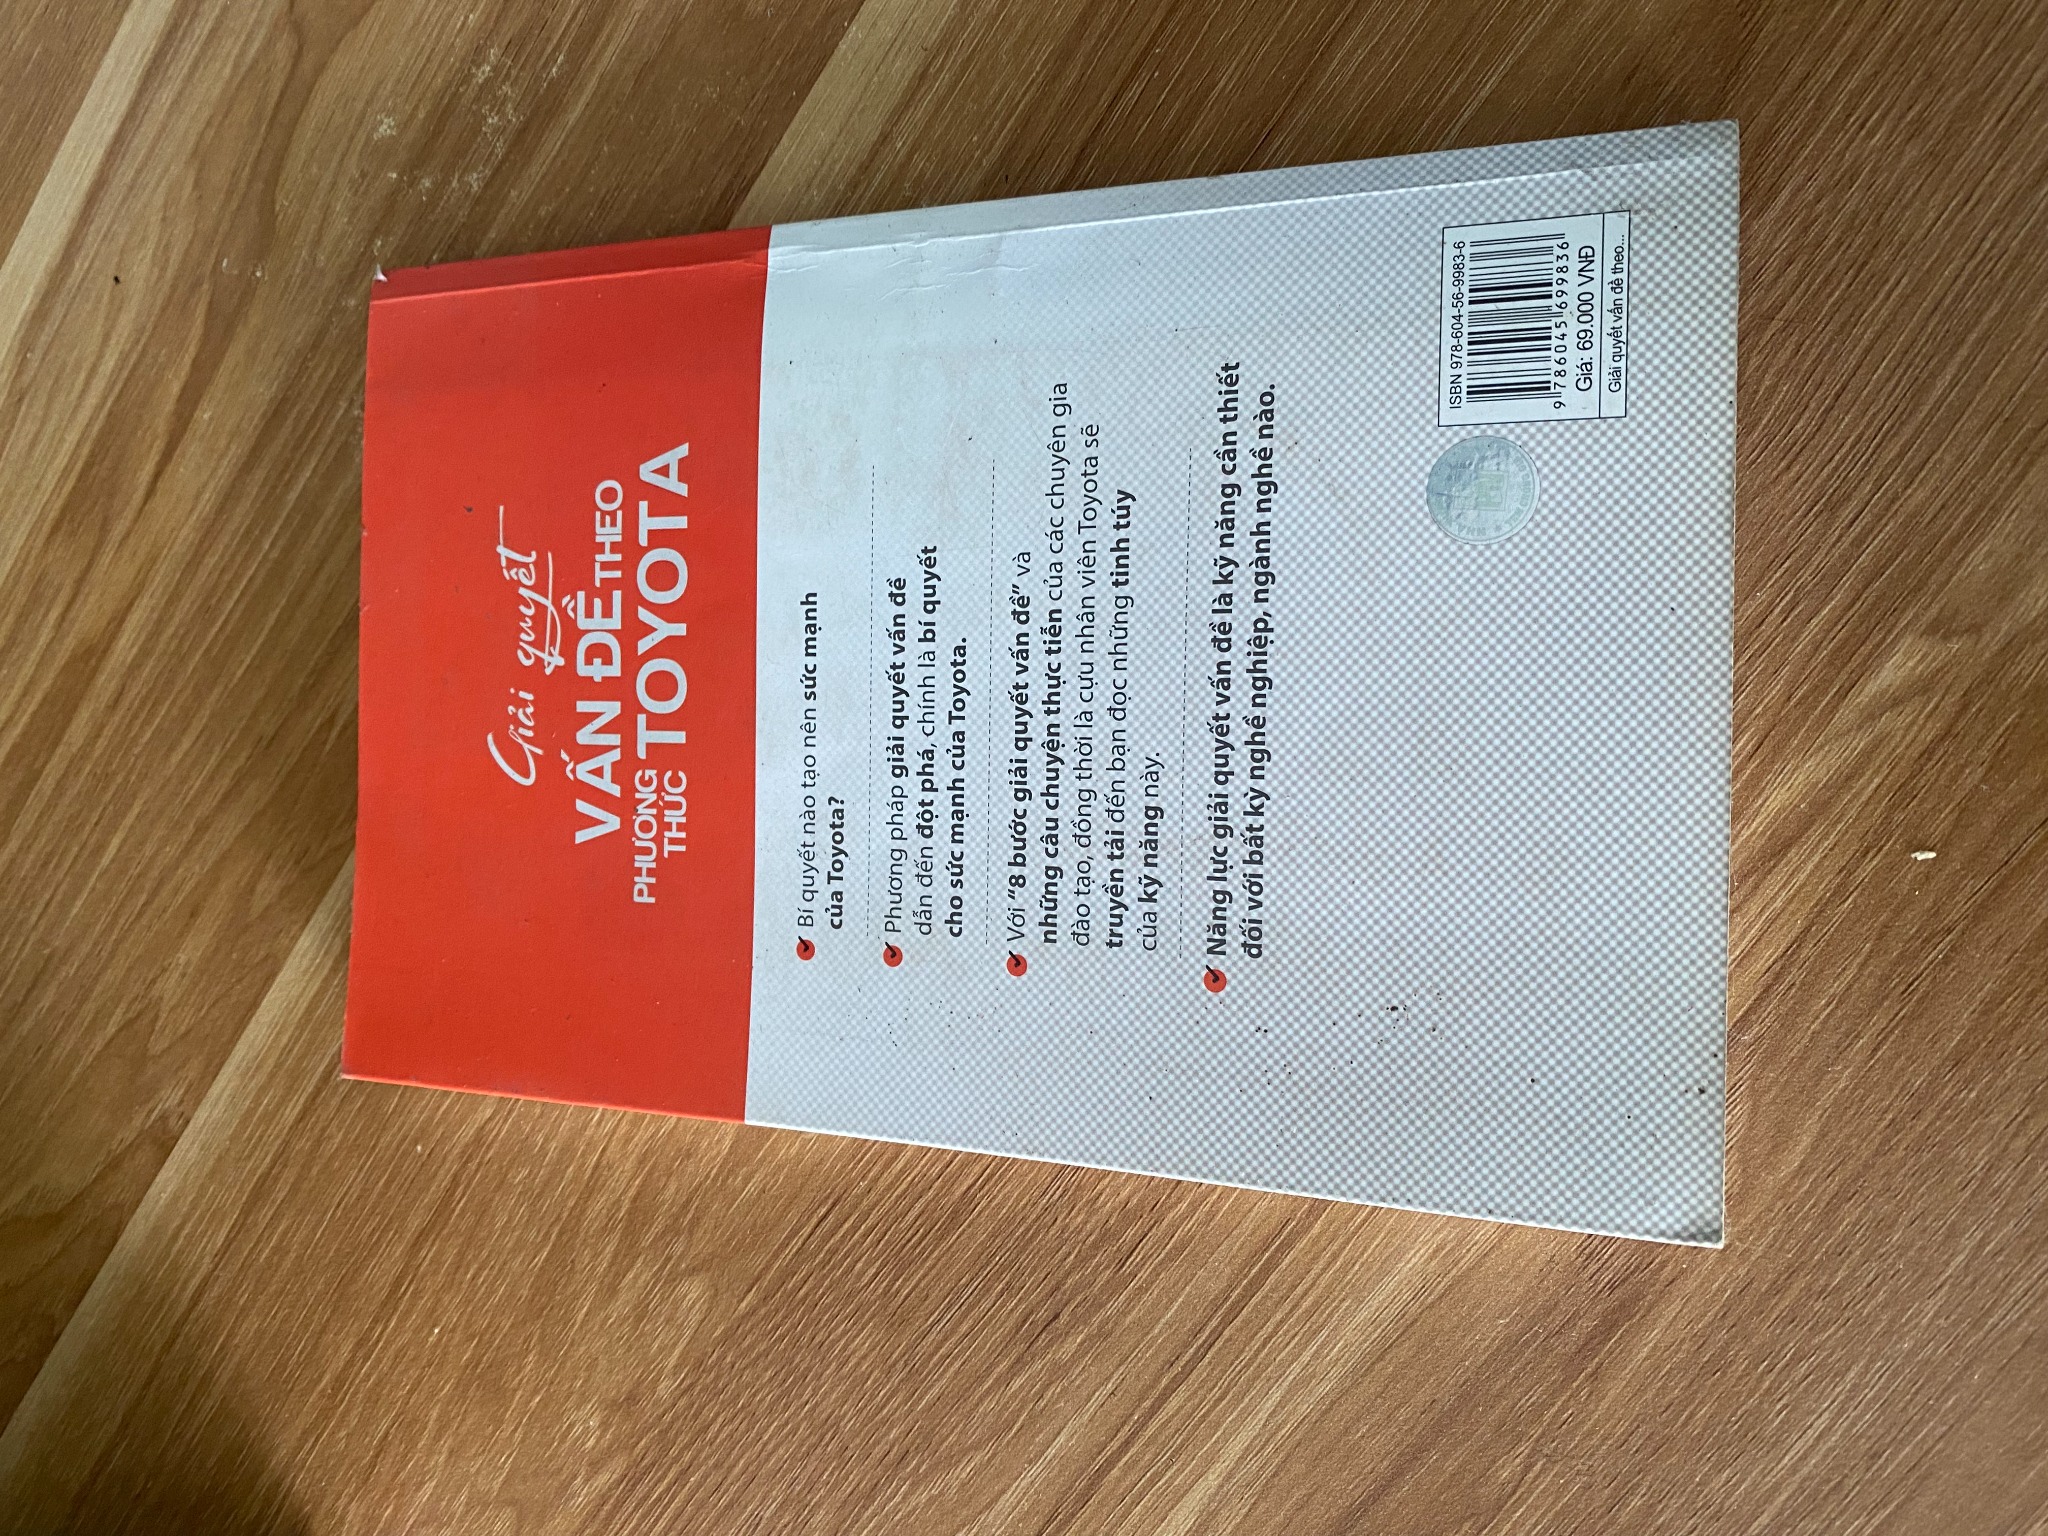 Giải quyết
VẤN ĐỀ THEO
PHƯƠNG
THỨC
TOYOTA
Bí quyết nào tạo nên sức mạnh
của Toyota?
Phương pháp giải quyết vấn đề
dẫn đến đột phá, chính là bí quyết
cho sức mạnh của Toyota.
Với “8 bước giải quyết vấn đề” và
những câu chuyện thực tiễn của các chuyên gia
đào tạo, đồng thời là cựu nhân viên Toyota sẽ
truyền tải đến bạn đọc những tinh túy
của kỹ năng này.
Năng lực giải quyết vấn đề là kỹ năng cần thiết
đối với bất kỳ nghề nghiệp, ngành nghề nào.
ISBN 978-604-56-9983-6
9 786045 699836
Giá: 69.000 VNĐ
Giải quyết vấn đề theo...